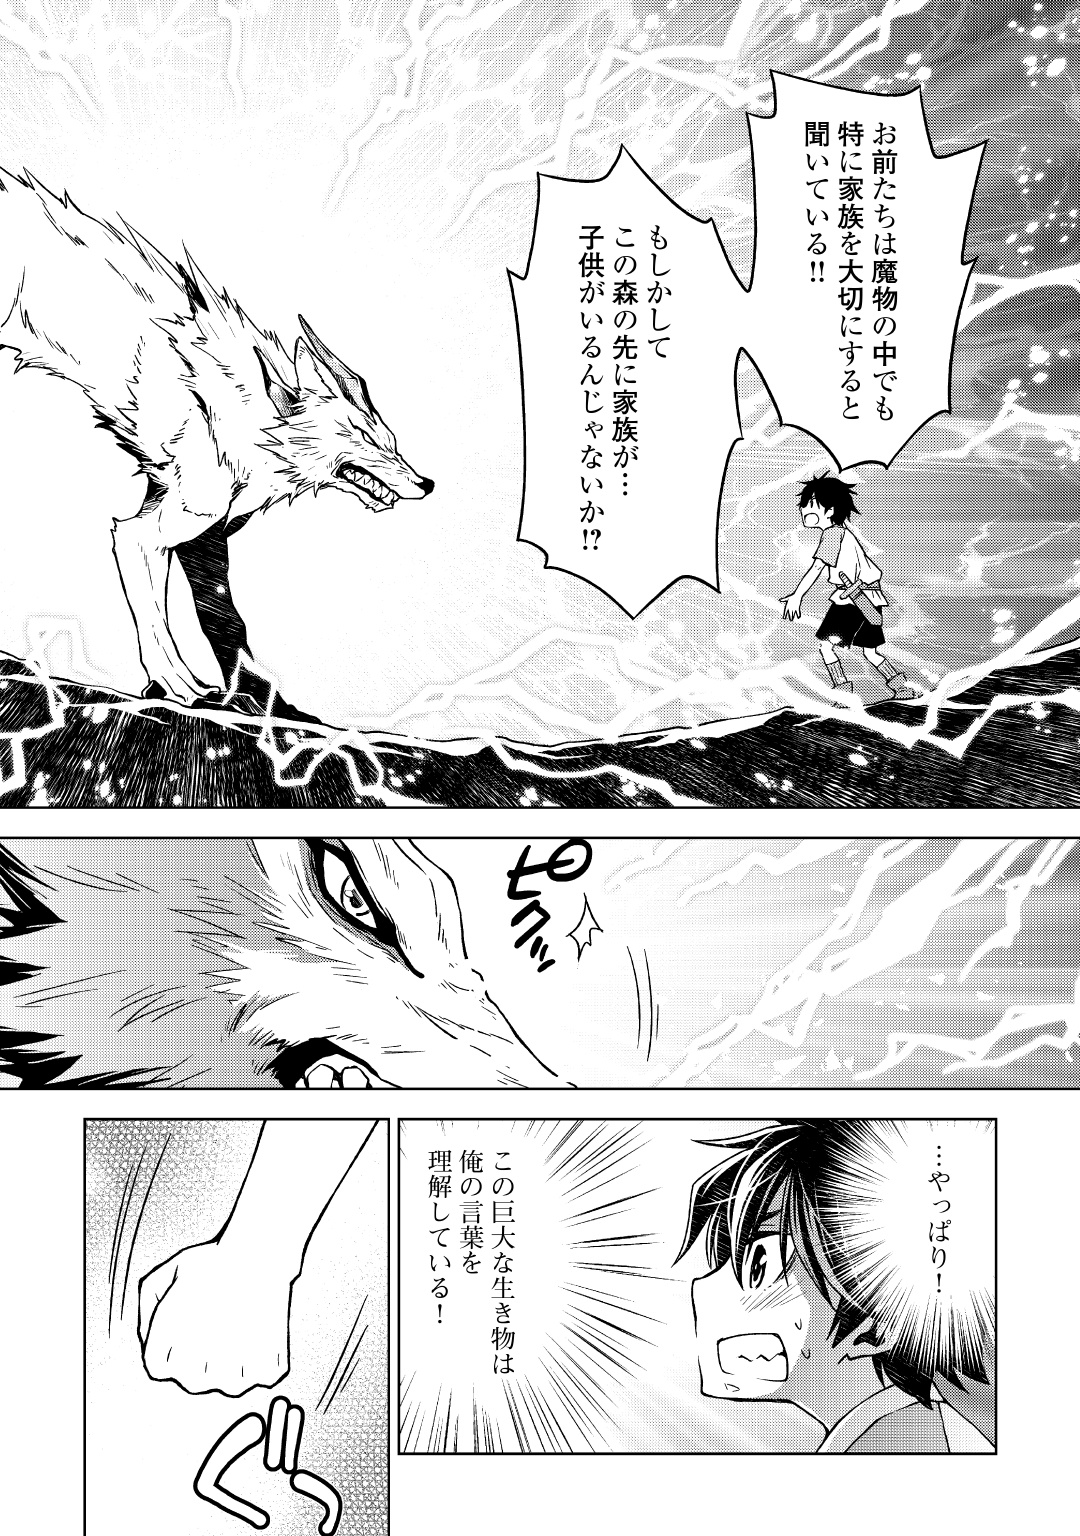 お前たちは魔物の中でも
特に家族を大切にすると
聞いている!!
もしかして
この森の先に家族が…
子供がいるんじゃないか!?
ピクッ
…やっぱり!
この巨大な生き物は
俺の言葉を
理解している!
ぐっ